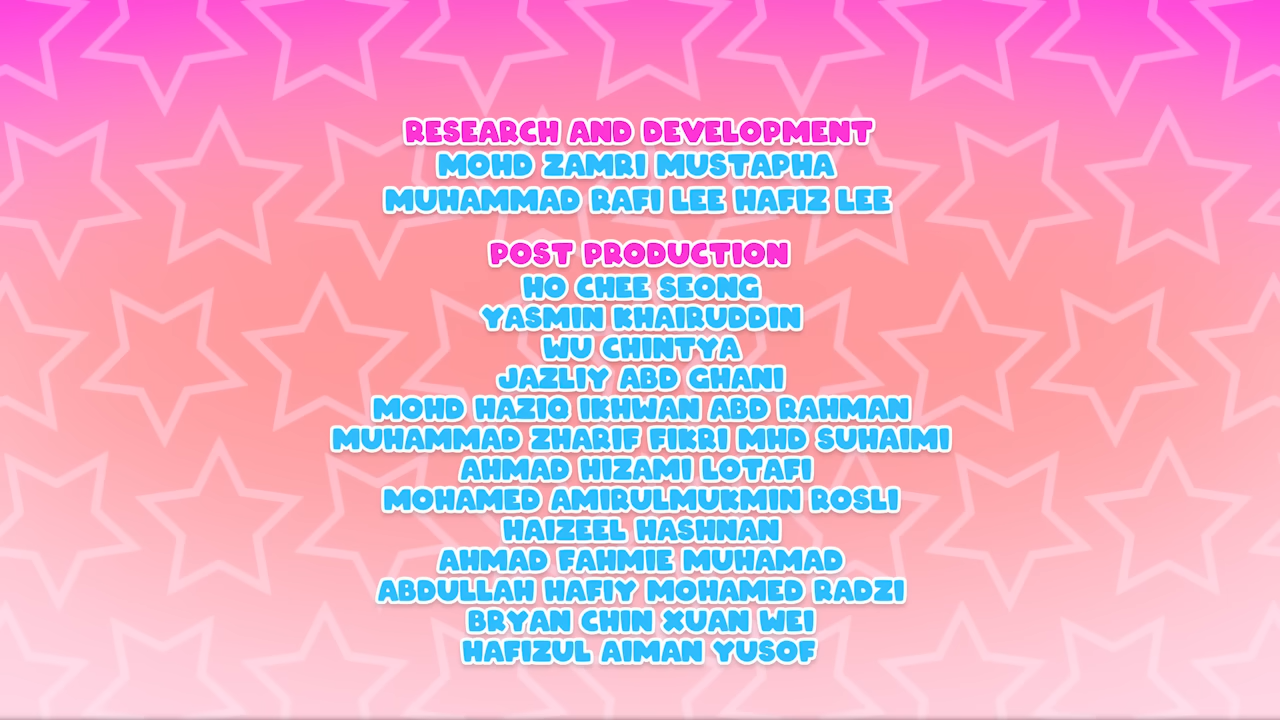 RESEARCH AND DEVELOPMENT
MOHD ZAMRI MUSTAPHA
MUHAMMAD RAFI LEE HAFIZ LEE
POST PRODUCTION
HO CHEE SEONG
YASMIN KHAIRUDDIN
WU CHINTYA
JAZLIY ABD GHANI
MOHD HAZIQ IKHWAN ABD RAHMAN
MUHAMMAD ZHARIF FIKRI MHD SUHAIMI
AHMAD HIZAMI LOTAFI
MOHAMED AMIRULMUKMIN ROSLI
HAIZEEL HASHNAN
AHMAD FAHMIE MUHAMAD
ABDULLAH HAFIY MOHAMED RADZI
BRYAN CHIN XUAN WEI
HAFIZUL AIMAN YUSOF